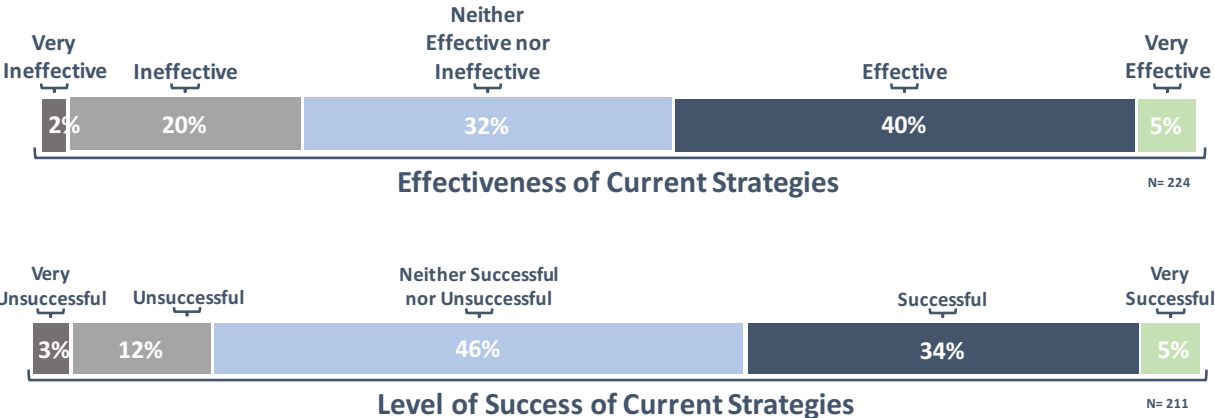 Very
Ineffective
Ineffective
Neither
Effective nor
Ineffective
Effective
Very
Effective
2%
20%
32%
40%
5%
Effectiveness of Current Strategies
N= 224
Very
Unsuccessful
Unsuccessful
Neither Successful
nor Unsuccessful
Successful
Very
Successful
3%
12%
46%
34%
5%
Level of Success of Current Strategies
N= 211